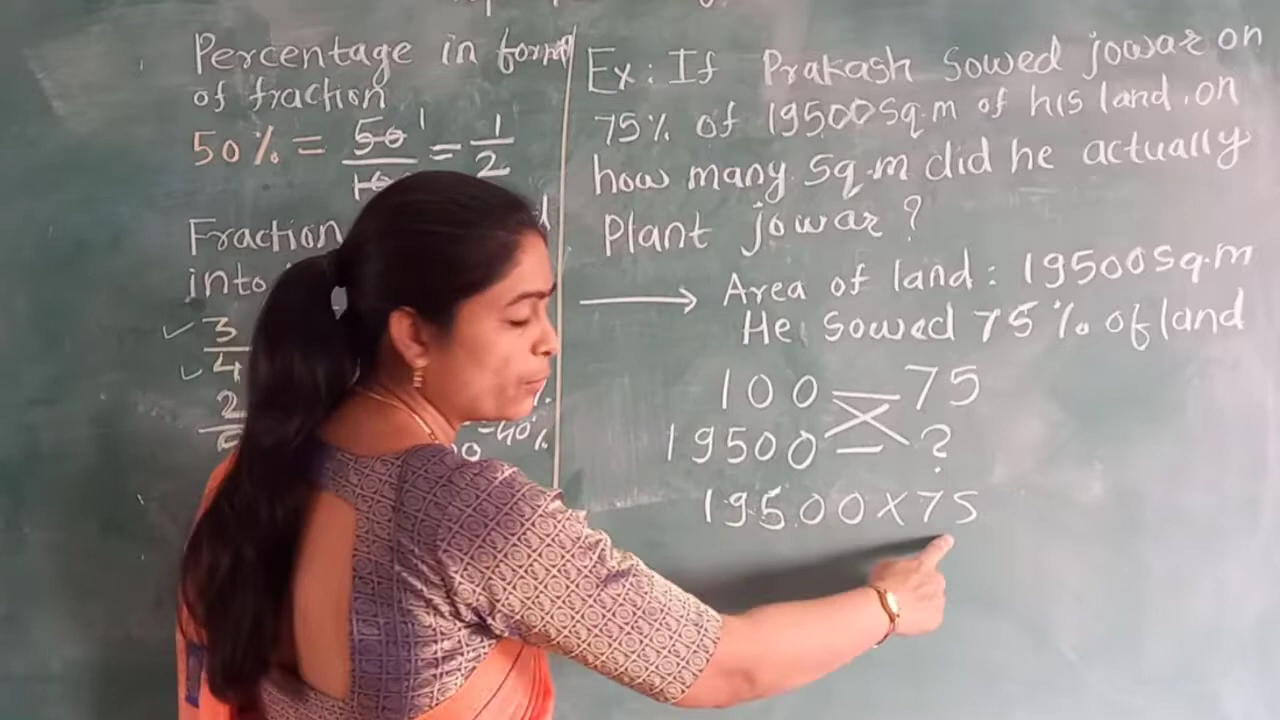 Percentage in form
of fraction
50% = 50 1 = 1
2
Fraction
into
✓ 3
✓ 4
2
-40%
Ex: If Prakash Sowed jowar on
75% of 19500 Sq.m of his land, on
how many Sq.m did he actually
Plant jowar?
→ Area of land: 19500 Sq.m
He Sowed 75% of land
100 75
19500 ?
19500 X 75